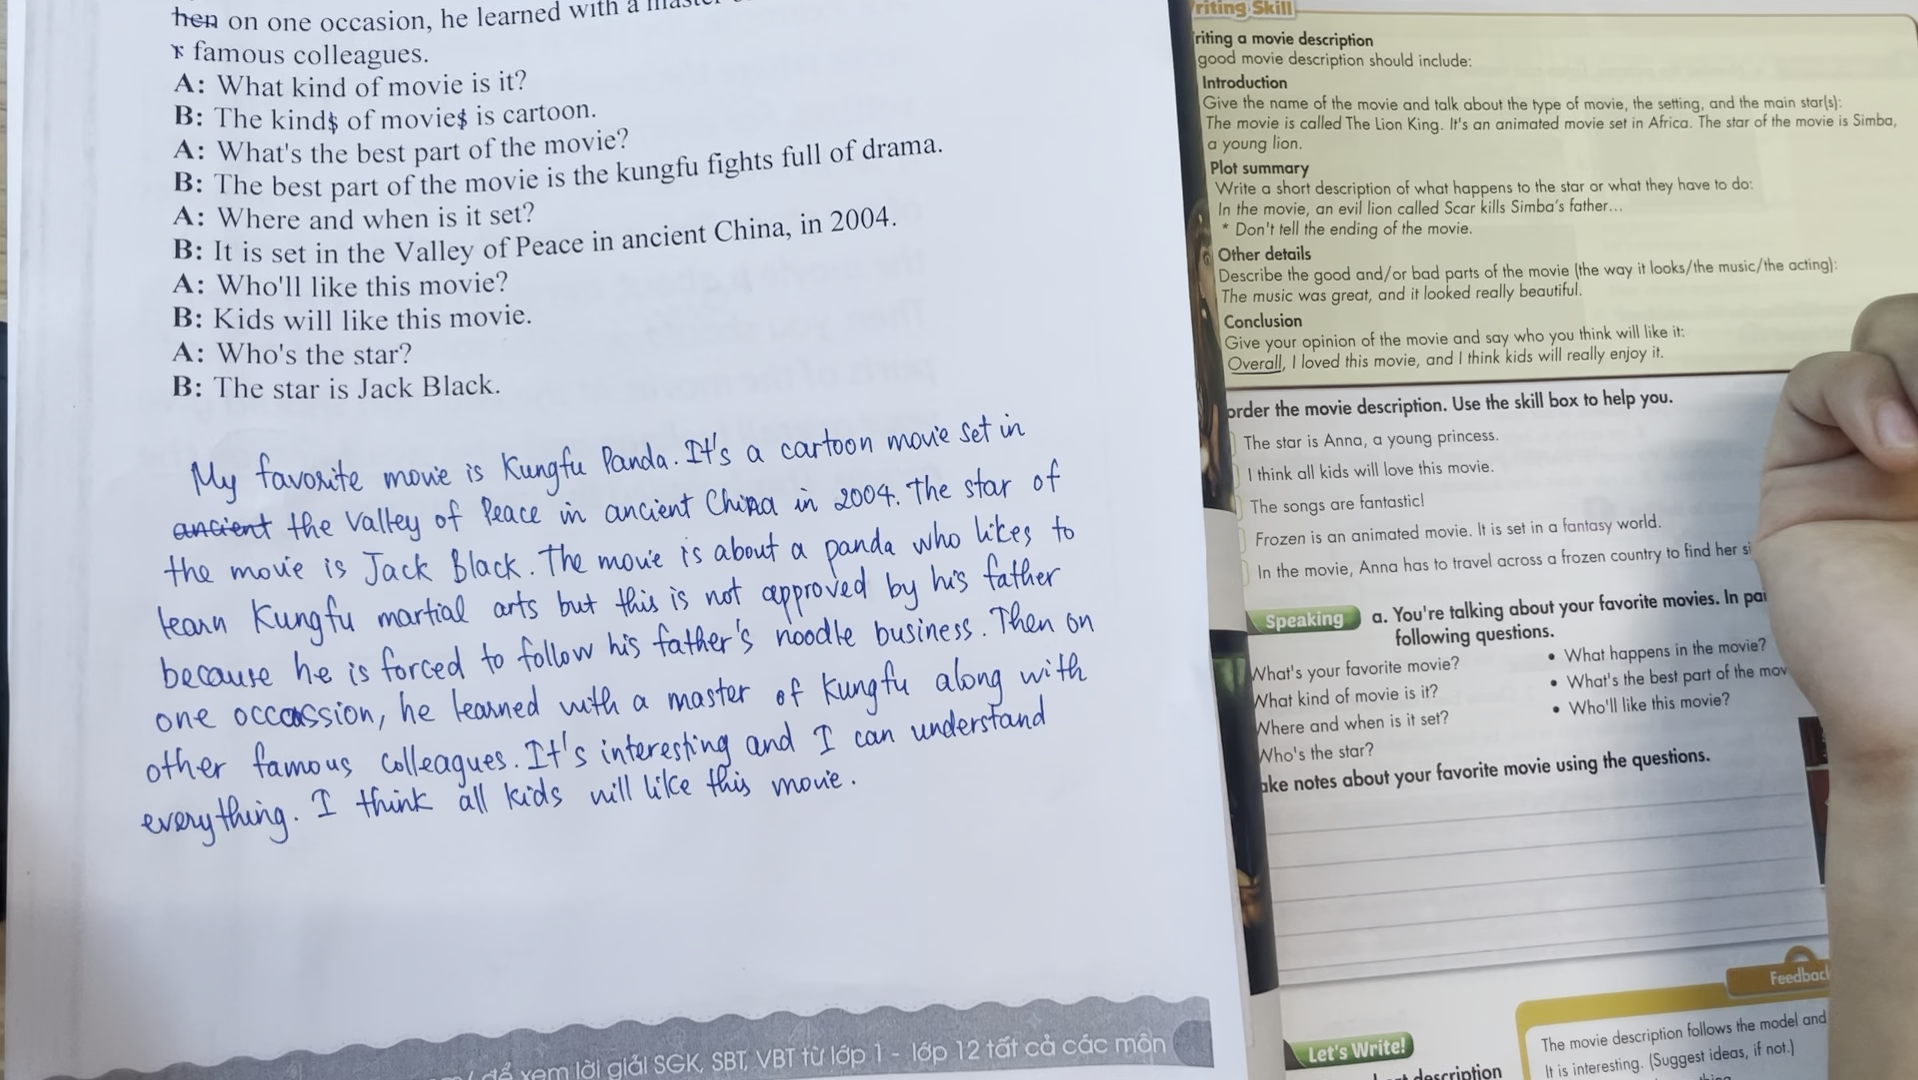 hen on one occasion, he learned with a master
r famous colleagues.
A: What kind of movie is it?
B: The kind$ of movie$ is cartoon.
A: What's the best part of the movie?
B: The best part of the movie is the kungfu fights full of drama.
A: Where and when is it set?
B: It is set in the Valley of Peace in ancient China, in 2004.
A: Who'll like this movie?
B: Kids will like this movie.
A: Who's the star?
B: The star is Jack Black.
My favorite movie is Kungfu Panda. It's a cartoon movie set in
ancient the Valley of Peace in ancient China in 2004. The star of
the movie is Jack Black. The movie is about a panda who likes to
learn Kungfu martial arts but this is not approved by his father
because he is forced to follow his father's noodle business. Then on
one occassion, he learned with a master of Kungfu along with
other famous colleagues. It's interesting and I can understand
everything. I think all kids will like this movie.
để xem lời giải SGK, SBT, VBT từ lớp 1 - lớp 12 tất cả các môn
riting Skill
riting a movie description
good movie description should include:
Introduction
Give the name of the movie and talk about the type of movie, the setting, and the main star(s):
The movie is called The Lion King. It's an animated movie set in Africa. The star of the movie is Simba,
a young lion.
Plot summary
Write a short description of what happens to the star or what they have to do:
In the movie, an evil lion called Scar kills Simba's father...
* Don't tell the ending of the movie.
Other details
Describe the good and/or bad parts of the movie (the way it looks/the music/the acting):
The music was great, and it looked really beautiful.
Conclusion
Give your opinion of the movie and say who you think will like it:
Overall, I loved this movie, and I think kids will really enjoy it.
order the movie description. Use the skill box to help you.
The star is Anna, a young princess.
I think all kids will love this movie.
The songs are fantastic!
Frozen is an animated movie. It is set in a fantasy world.
In the movie, Anna has to travel across a frozen country to find her si
Speaking
a. You're talking about your favorite movies. In pai
following questions.
What's your favorite movie?
What kind of movie is it?
Where and when is it set?
Who's the star?
• What happens in the movie?
• What's the best part of the mov
• Who'll like this movie?
ake notes about your favorite movie using the questions.
Feedbac
Let's Write!
description
The movie description follows the model and
It is interesting. (Suggest ideas, if not.)